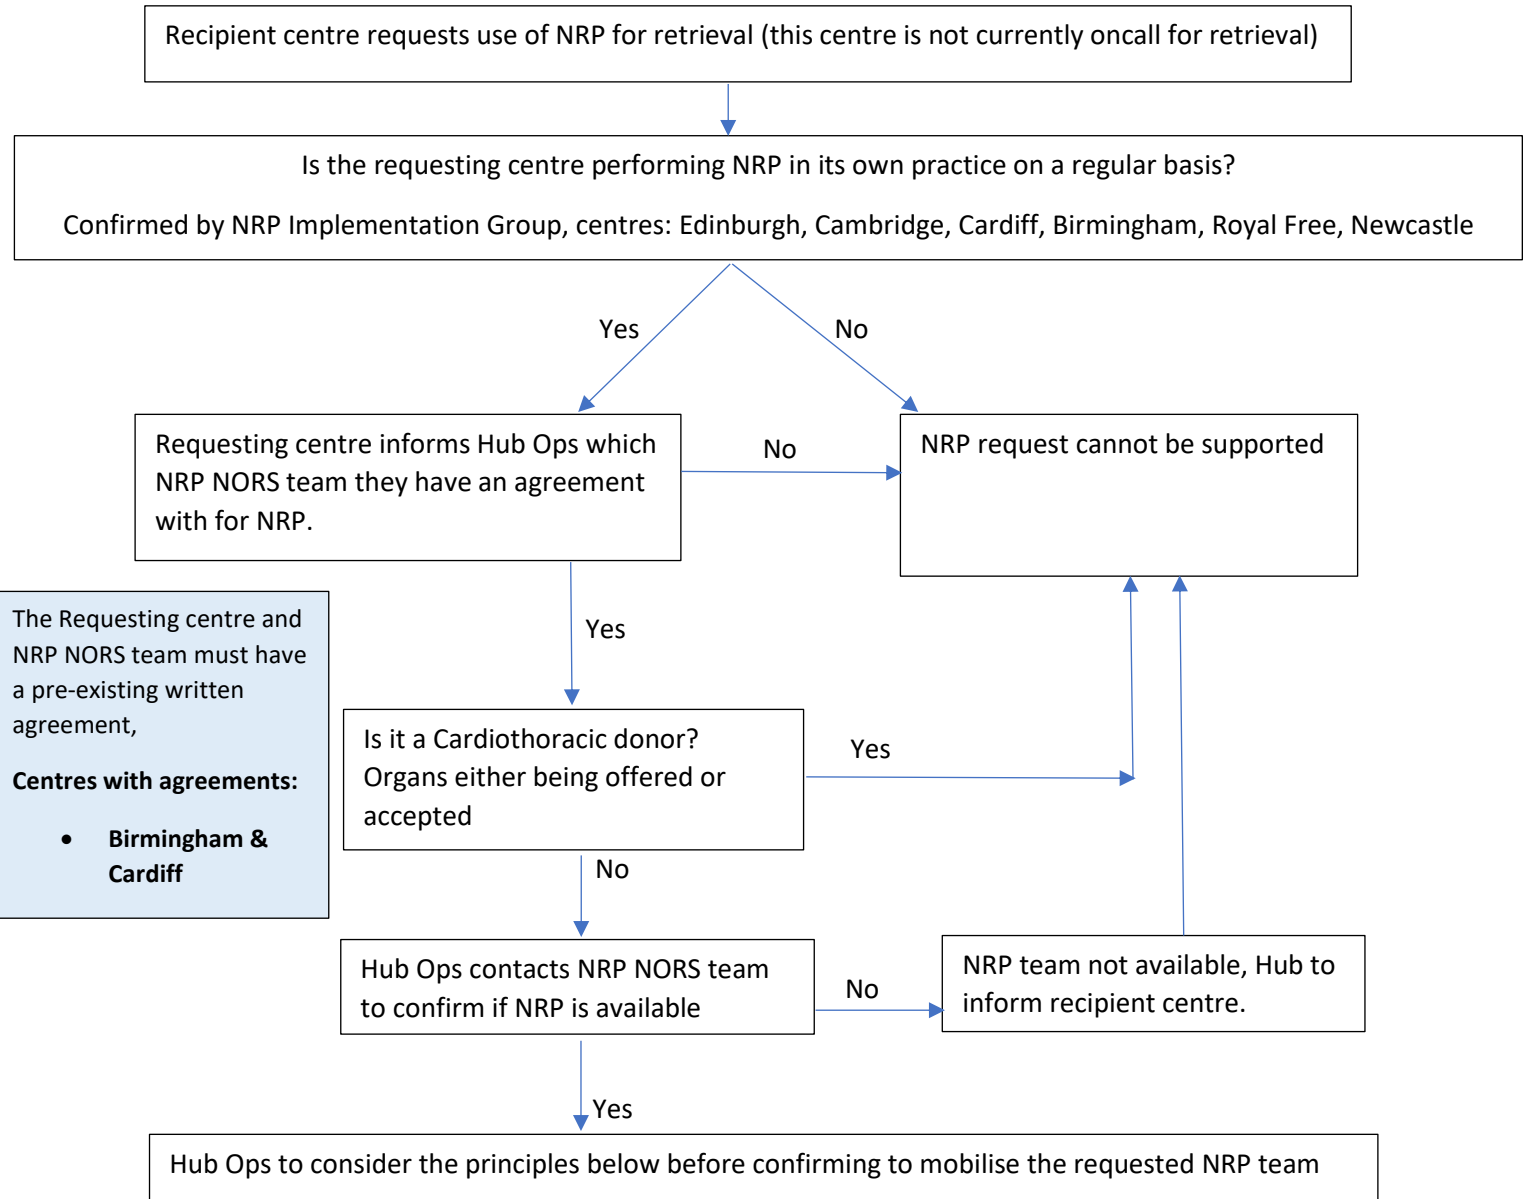 Recipient centre requests use of NRP for retrieval (this centre is not currently oncall for retrieval)
Is the requesting centre performing NRP in its own practice on a regular basis?
Confirmed by NRP Implementation Group, centres: Edinburgh, Cambridge, Cardiff, Birmingham, Royal Free, Newcastle
Yes
No
Requesting centre informs Hub Ops which
NRP NORS team they have an agreement
with for NRP.
No
NRP request cannot be supported
The Requesting centre and
NRP NORS team must have
a pre-existing written
agreement,
Centres with agreements:
• Birmingham &
Cardiff
Yes
Is it a Cardiothoracic donor?
Organs either being offered or
accepted
Yes
No
Hub Ops contacts NRP NORS team
to confirm if NRP is available
No
NRP team not available, Hub to
inform recipient centre.
Yes
Hub Ops to consider the principles below before confirming to mobilise the requested NRP team